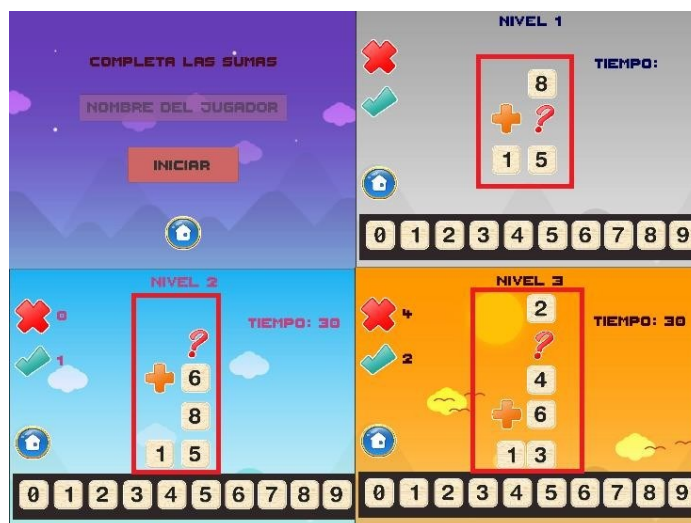 COMPLETA LAS SUMAS
NOMBRE DEL JUGADOR
INICIAR
NIVEL 1
TIEMPO:
8
+ ?
1 5
0 1 2 3 4 5 6 7 8 9
NIVEL 2
0
1
TIEMPO: 30
?
+ 6
8
1 5
0 1 2 3 4 5 6 7 8 9
NIVEL 3
4
2
TIEMPO: 30
2
?
4
+ 6
1 3
0 1 2 3 4 5 6 7 8 9